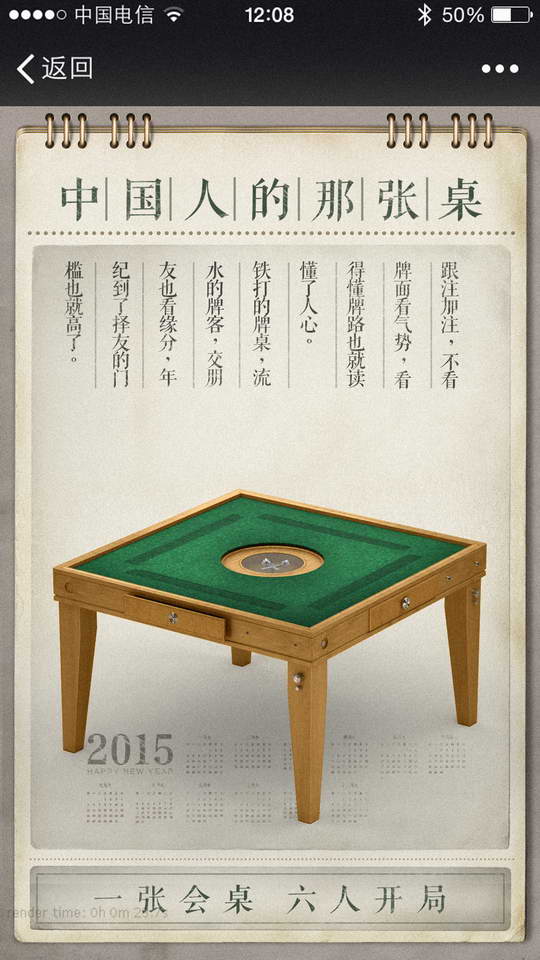 中国电信
12:08
50%
返回
中国人的那张桌
跟注加注，不看
牌面看气势，看
得懂牌路也就读
懂了人心。
铁打的牌桌，流
水的牌客，交朋
友也看缘分，年
纪到了择友的门
槛也就高了。
2015
HAPPY NEW YEAR
一张会桌 六人开局
render time: 0h 0m